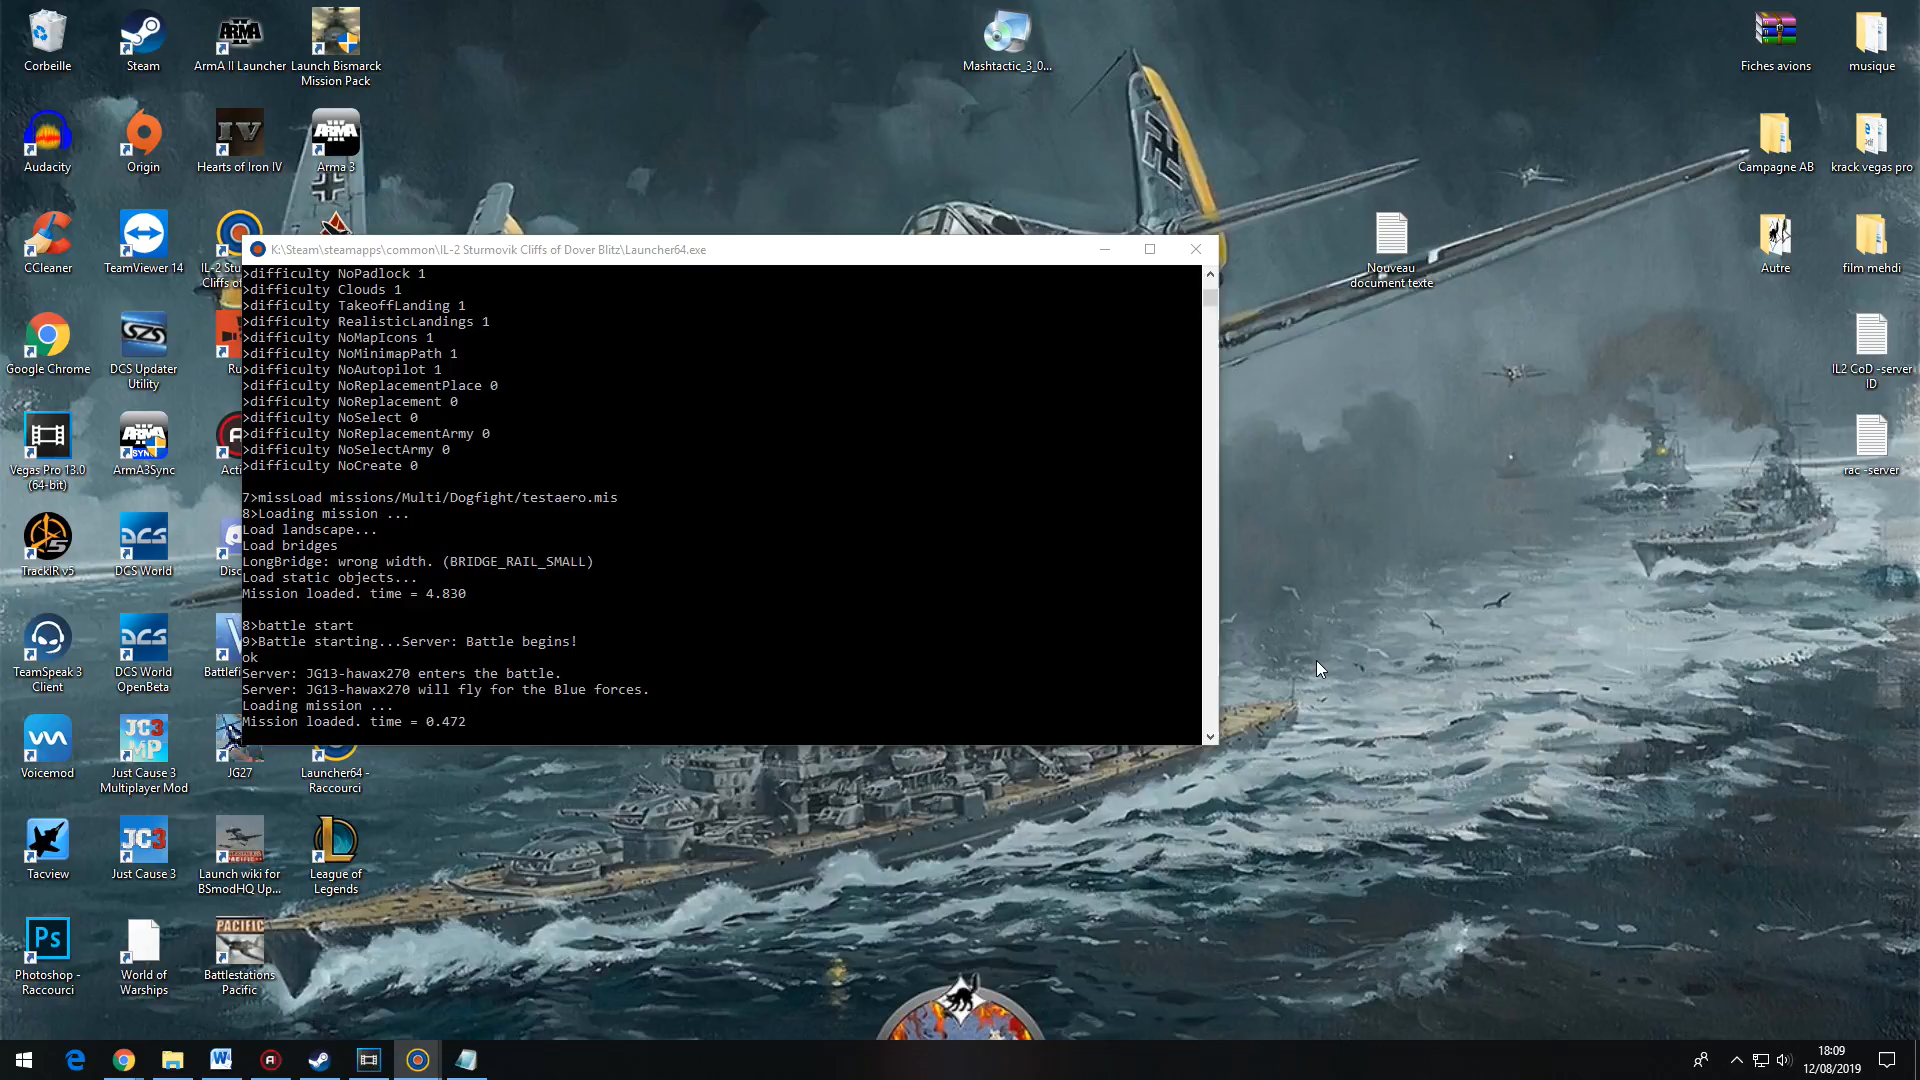 Corbeille
Steam
ArmA II Launcher
Launch Bismarck
Mission Pack
Mashtactic_3_0...
Fiches avions
musique
Audacity
Origin
Hearts of Iron IV
Arma 3
Campagne AB
krack vegas pro
CCleaner
TeamViewer 14
IL-2 Stu
Cliffs of
Nouveau
document texte
Autre
film mehdi
K:\Steam\steamapps\common\IL-2 Sturmovik Cliffs of Dover Blitz\Launcher64.exe
>difficulty NoPadlock 1
>difficulty Clouds 1
>difficulty TakeoffLanding 1
>difficulty RealisticLandings 1
>difficulty NoMapIcons 1
>difficulty NoMinimapPath 1
>difficulty NoAutopilot 1
>difficulty NoReplacementPlace 0
>difficulty NoReplacement 0
>difficulty NoSelect 0
>difficulty NoReplacementArmy 0
>difficulty NoSelectArmy 0
>difficulty NoCreate 0
7>missLoad missions/Multi/Dogfight/testaero.mis
8>Loading mission ...
Load landscape...
Load bridges
LongBridge: wrong width. (BRIDGE_RAIL_SMALL)
Load static objects...
Mission loaded. time = 4.830
8>battle start
9>Battle starting...Server: Battle begins!
ok
Server: JG13-hawax270 enters the battle.
Server: JG13-hawax270 will fly for the Blue forces.
Loading mission ...
Mission loaded. time = 0.472
Google Chrome
DCS Updater
Utility
Ru
IL2 CoD -server
ID
Vegas Pro 13.0
(64-bit)
ArmA3Sync
Acti
rac -server
TrackIR v5
DCS World
Disc
TeamSpeak 3
Client
DCS World
OpenBeta
Battlefi
Voicemod
Just Cause 3
Multiplayer Mod
JG27
Launcher64 -
Raccourci
Tacview
Just Cause 3
Launch wiki for
BSmodHQ Up...
League of
Legends
Photoshop -
Raccourci
World of
Warships
Battlestations
Pacific
18:09
12/08/2019